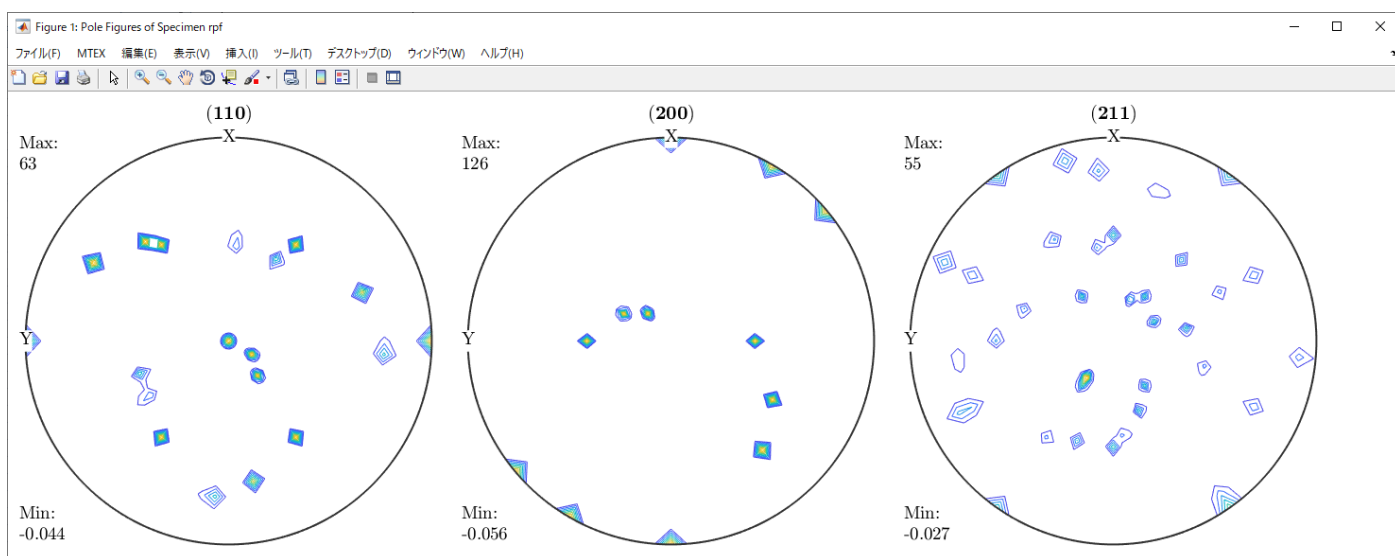 Figure 1: Pole Figures of Specimen rpf
ファイル(F) MTEX 編集(E) 表示(V) 挿入(I) ツール(T) デスクトップ(D) ウィンドウ(W) ヘルプ(H)
(110)
X
Max:
63
Y
Min:
-0.044
(200)
X
Max:
126
Y
Min:
-0.056
(211)
X
Max:
55
Y
Min:
-0.027